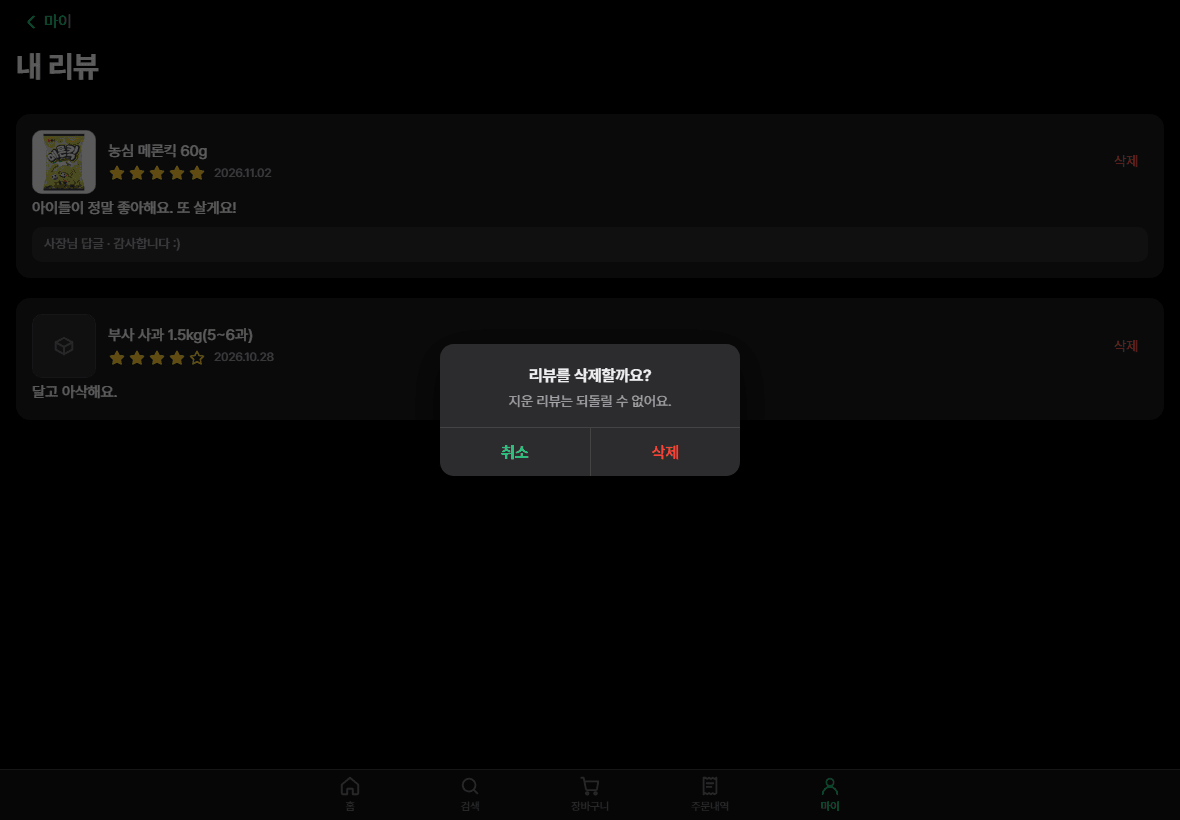 마이
내 리뷰
메론킥
농심 메론킥 60g
2026.11.02
삭제
아이들이 정말 좋아해요. 또 살게요!
사장님 답글 · 감사합니다 :)
부사 사과 1.5kg(5~6과)
2026.10.28
삭제
달고 아삭해요.
리뷰를 삭제할까요?
지운 리뷰는 되돌릴 수 없어요.
취소
삭제
홈
검색
장바구니
주문내역
마이